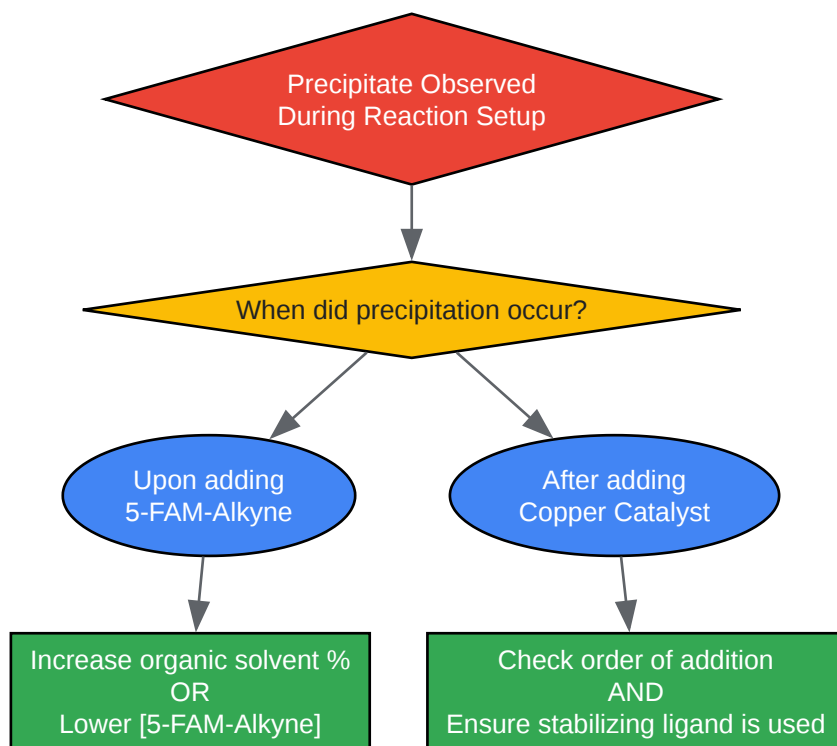 Precipitate Observed
During Reaction Setup
When did precipitation occur?
Upon adding
5-FAM-Alkyne
After adding
Copper Catalyst
Increase organic solvent %
OR
Lower [5-FAM-Alkyne]
Check order of addition
AND
Ensure stabilizing ligand is used